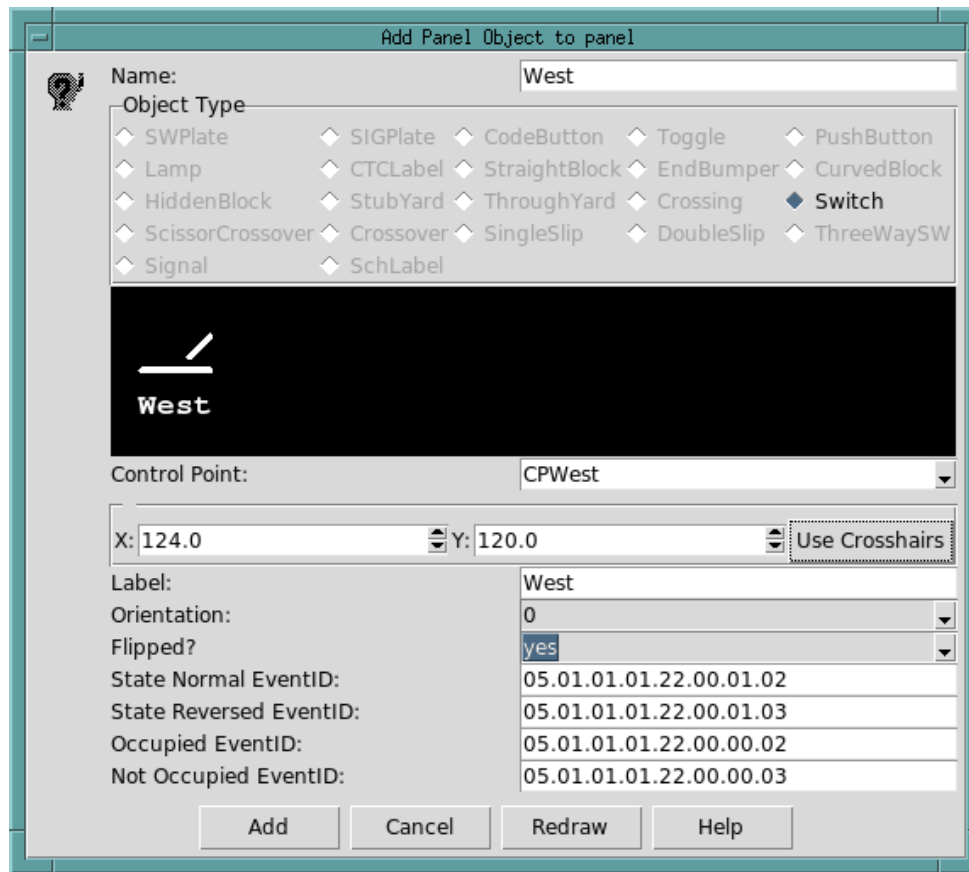 Add Panel Object to panel
Name: West
Object Type
SWPlate SIGPlate CodeButton Toggle PushButton
Lamp CTCLabel StraightBlock EndBumper CurvedBlock
HiddenBlock StubYard ThroughYard Crossing Switch
ScissorCrossover Crossover SingleSlip DoubleSlip ThreeWaySW
Signal SchLabel
West
Control Point: CPWest
X: 124.0 Y: 120.0 Use Crosshairs
Label: West
Orientation: 0
Flipped? yes
State Normal EventID: 05.01.01.01.22.00.01.02
State Reversed EventID: 05.01.01.01.22.00.01.03
Occupied EventID: 05.01.01.01.22.00.00.02
Not Occupied EventID: 05.01.01.01.22.00.00.03
Add Cancel Redraw Help